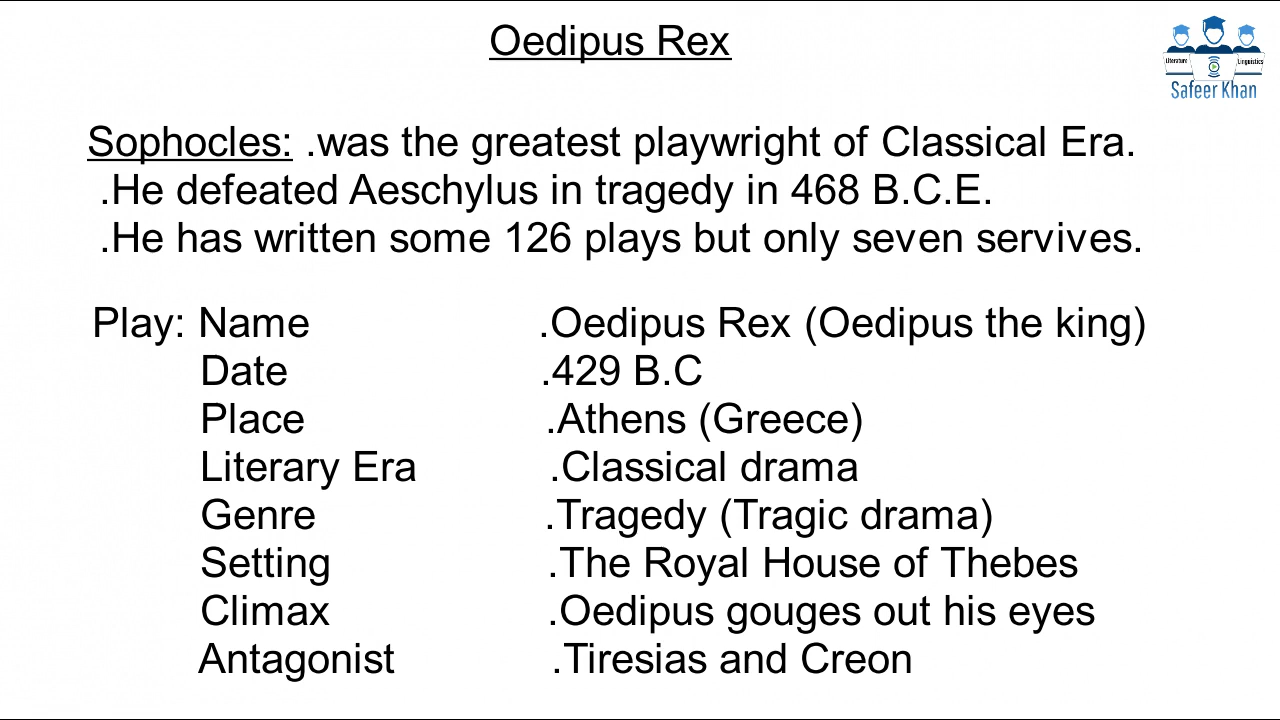 Oedipus Rex
Literature Linguistics
Safeer Khan
Sophocles: .was the greatest playwright of Classical Era.
.He defeated Aeschylus in tragedy in 468 B.C.E.
.He has written some 126 plays but only seven servives.
Play: Name .Oedipus Rex (Oedipus the king)
Date .429 B.C
Place .Athens (Greece)
Literary Era .Classical drama
Genre .Tragedy (Tragic drama)
Setting .The Royal House of Thebes
Climax .Oedipus gouges out his eyes
Antagonist .Tiresias and Creon